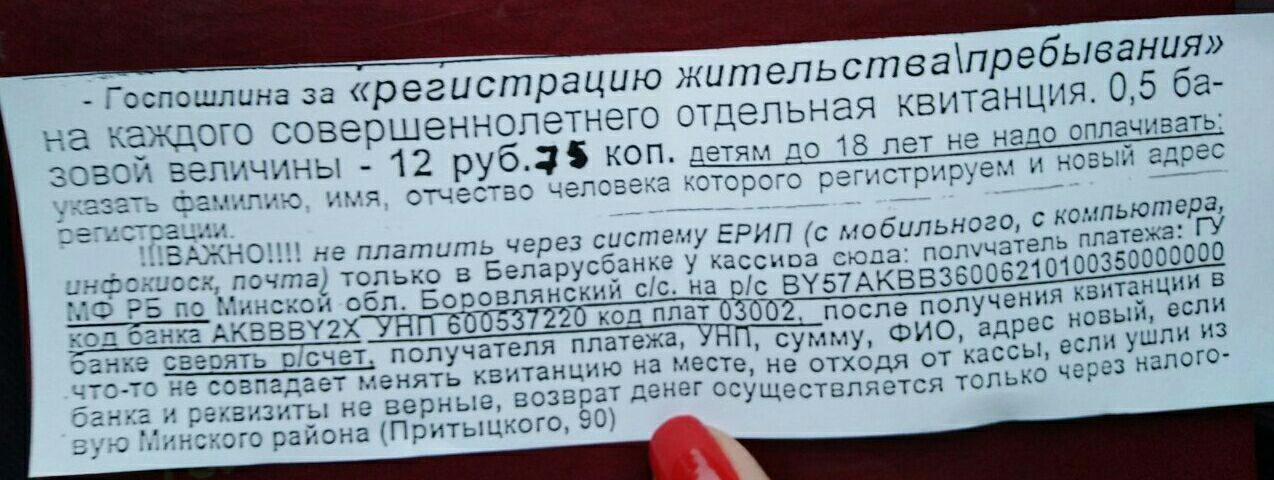 - Госпошлина за «регистрацию жительства\пребывания»
на каждого совершеннолетнего отдельная квитанция. 0,5 ба-
зовой величины - 12 руб.75 коп. детям до 18 лет не надо оплачивать;
указать фамилию, имя, отчество человека которого регистрируем и новый адрес
регистрации.
!!!ВАЖНО!!!! не платить через систему ЕРИП (с мобильного, с компьютера,
инфокиоск, почта) только в Беларусбанке у кассира сюда: получатель платежа: ГУ
МФ РБ по Минской обл. Боровлянский с/с. на р/с BY57AKBB36006210100350000000
код банка AKBBBY2X УНП 600537220 код плат 03002, после получения квитанции в
банке сверять р/счет, получателя платежа, УНП, сумму, ФИО, адрес новый, если
что-то не совпадает менять квитанцию на месте, не отходя от кассы, если ушли из
банка и реквизиты не верные, возврат денег осуществляется только через налого-
вую Минского района (Притыцкого, 90)